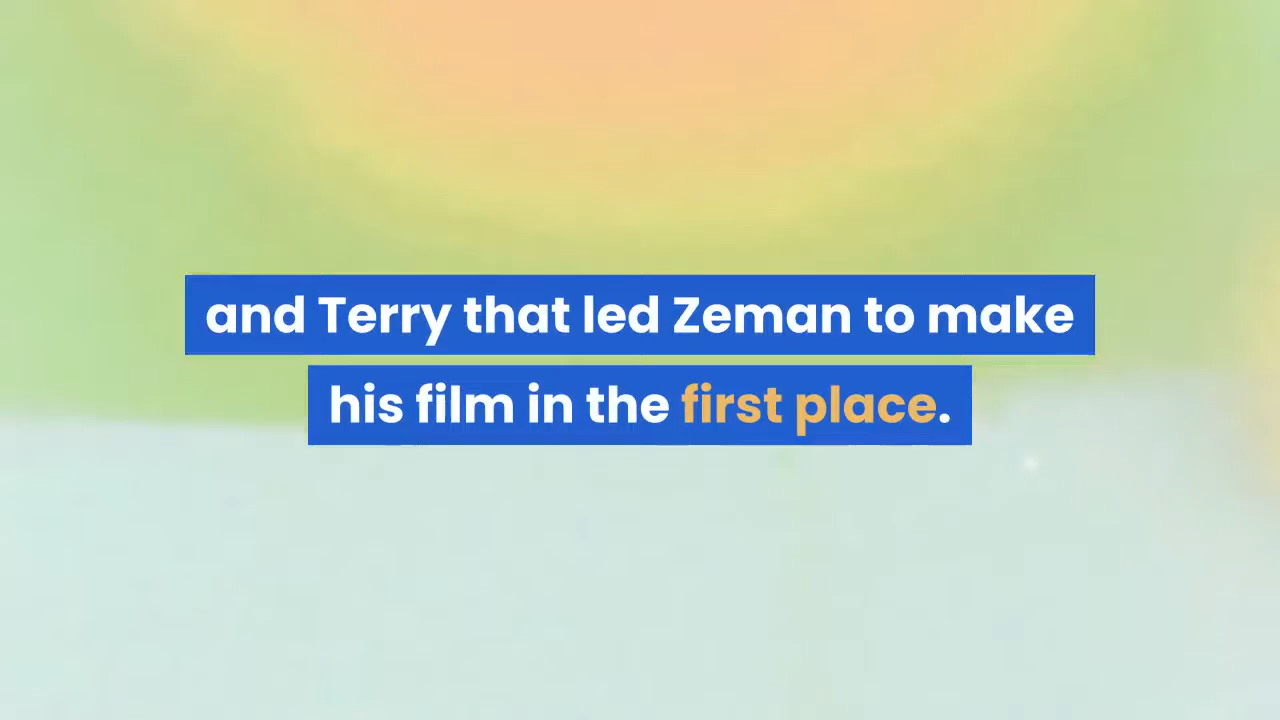 and Terry that led Zeman to make
his film in the first place.